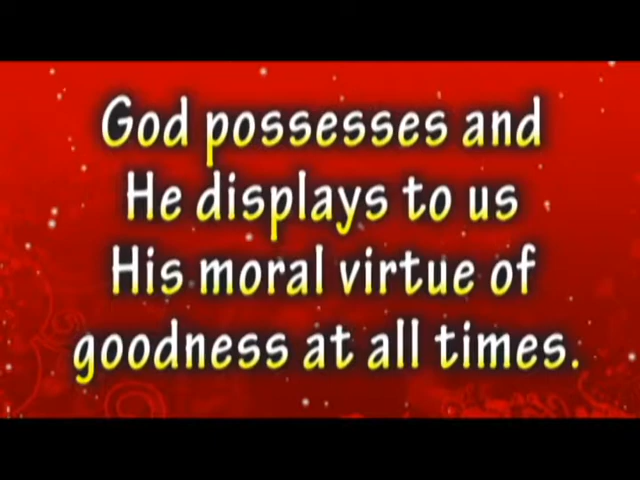 God possesses and
He displays to us
His moral virtue of
goodness at all times.